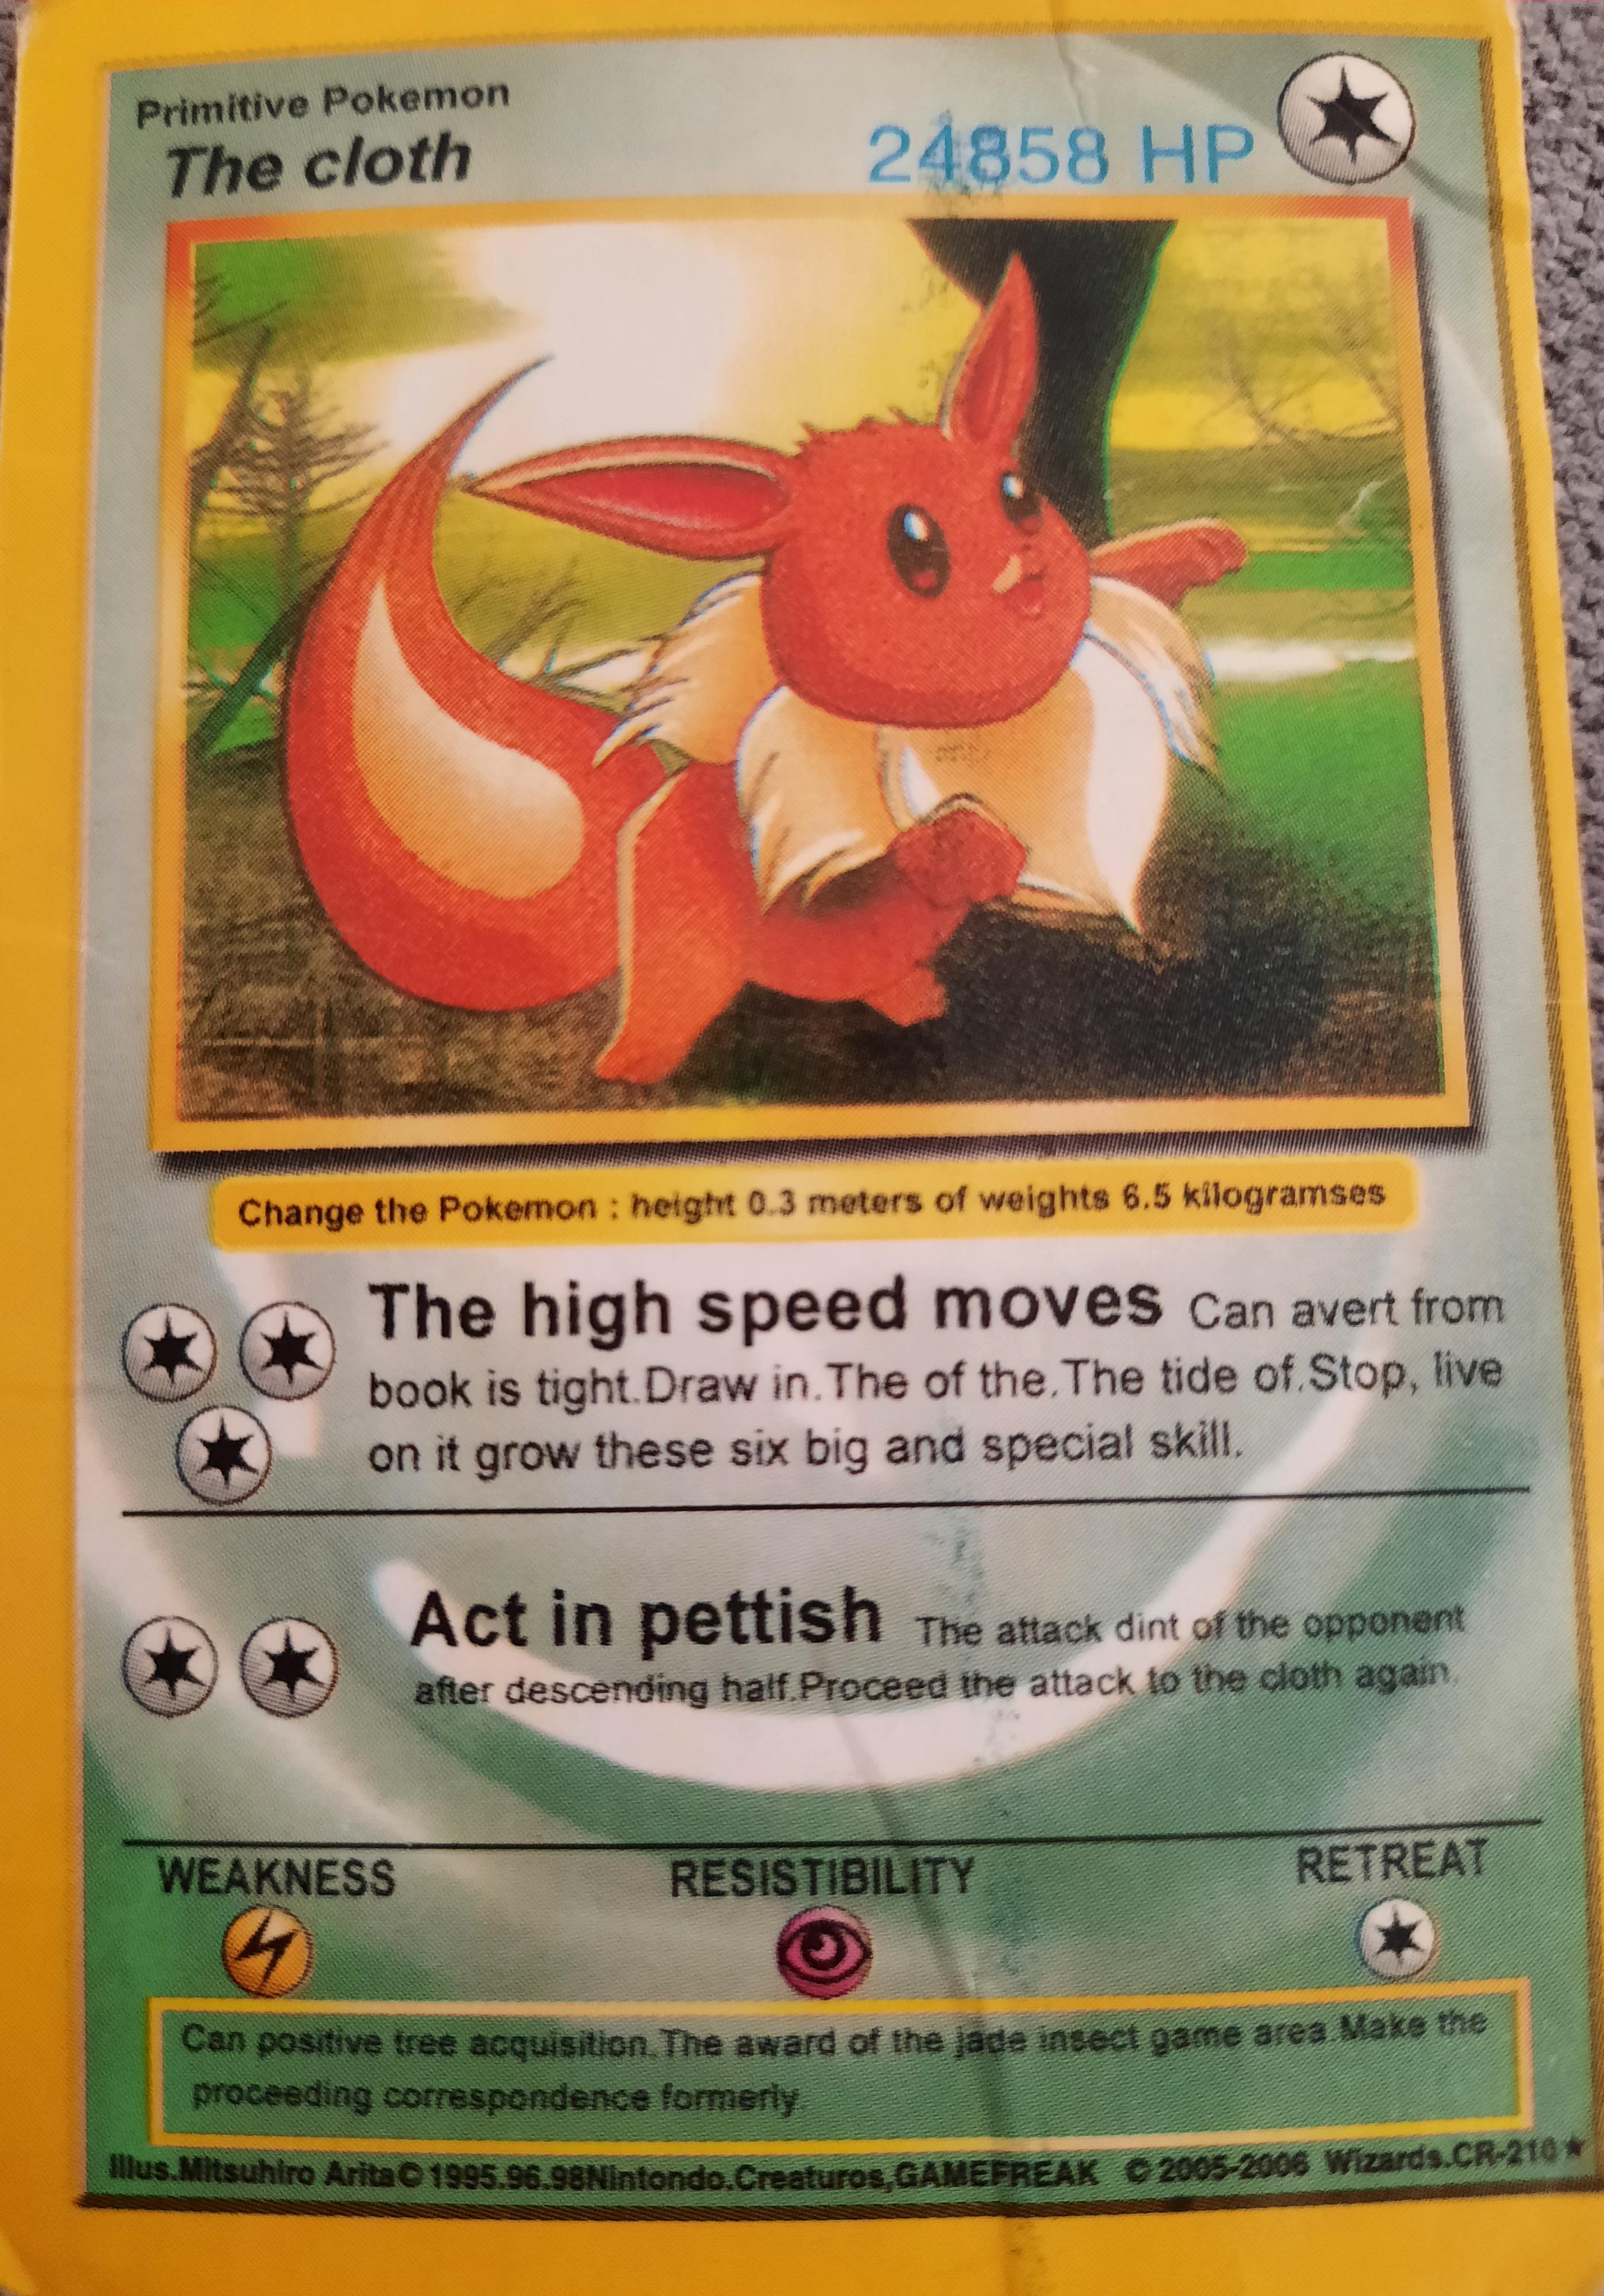 Primitive Pokemon
The cloth
24858 HP
Change the Pokemon : height 0.3 meters of weights 6.5 kilogramses
The high speed moves Can avert from
book is tight.Draw in.The of the.The tide of.Stop, live
on it grow these six big and special skill.
Act in pettish The attack dint of the opponent
after descending half.Proceed the attack to the cloth again.
WEAKNESS RESISTIBILITY RETREAT
Can positive tree acquisition.The award of the jade insect game area.Make the
proceeding correspondence formerly.
Illus.Mitsuhiro Arita© 1995.96.98Nintondo.Creaturos,GAMEFREAK © 2005-2006 Wizards.CR-210★